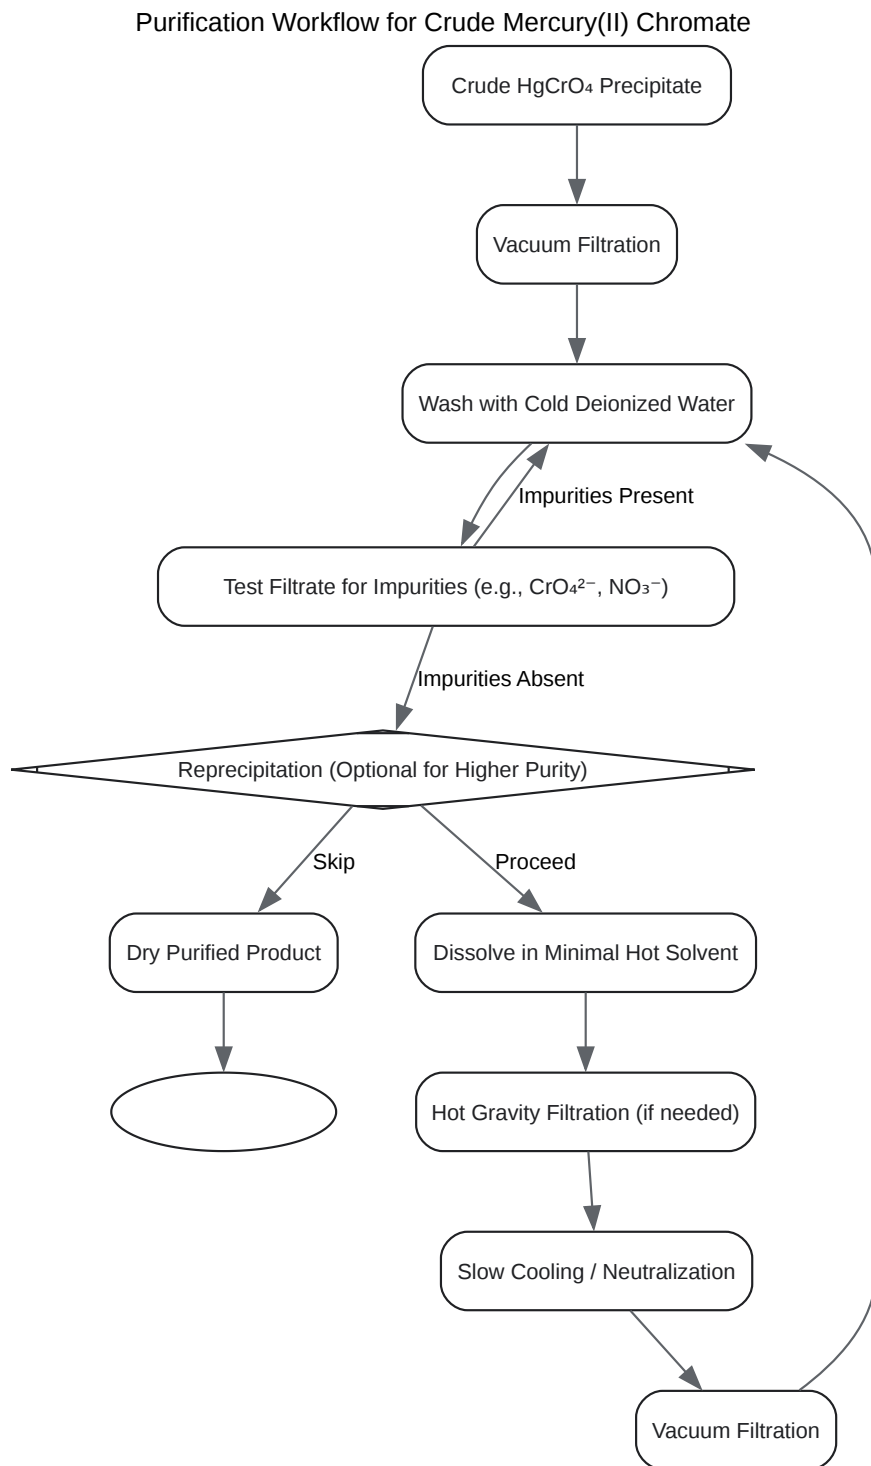 Purification Workflow for Crude Mercury(II) Chromate
Crude HgCrO₄ Precipitate
Vacuum Filtration
Wash with Cold Deionized Water
Impurities Present
Test Filtrate for Impurities (e.g., CrO₄²⁻, NO₃⁻)
Impurities Absent
Reprecipitation (Optional for Higher Purity)
Skip
Proceed
Dry Purified Product
Dissolve in Minimal Hot Solvent
Hot Gravity Filtration (if needed)
Slow Cooling / Neutralization
Vacuum Filtration